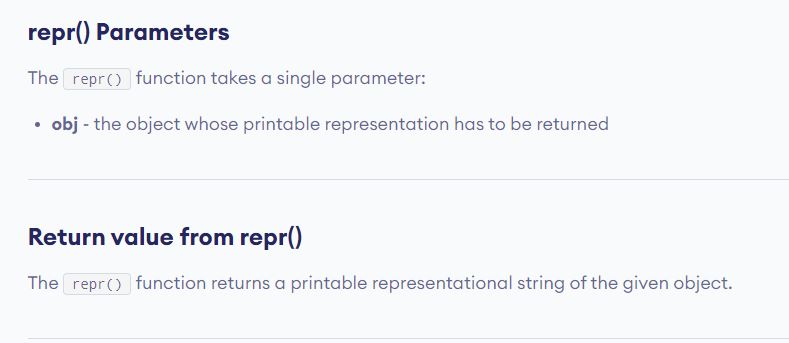 repr() Parameters
The repr() function takes a single parameter:
• obj - the object whose printable representation has to be returned
Return value from repr()
The repr() function returns a printable representational string of the given object.